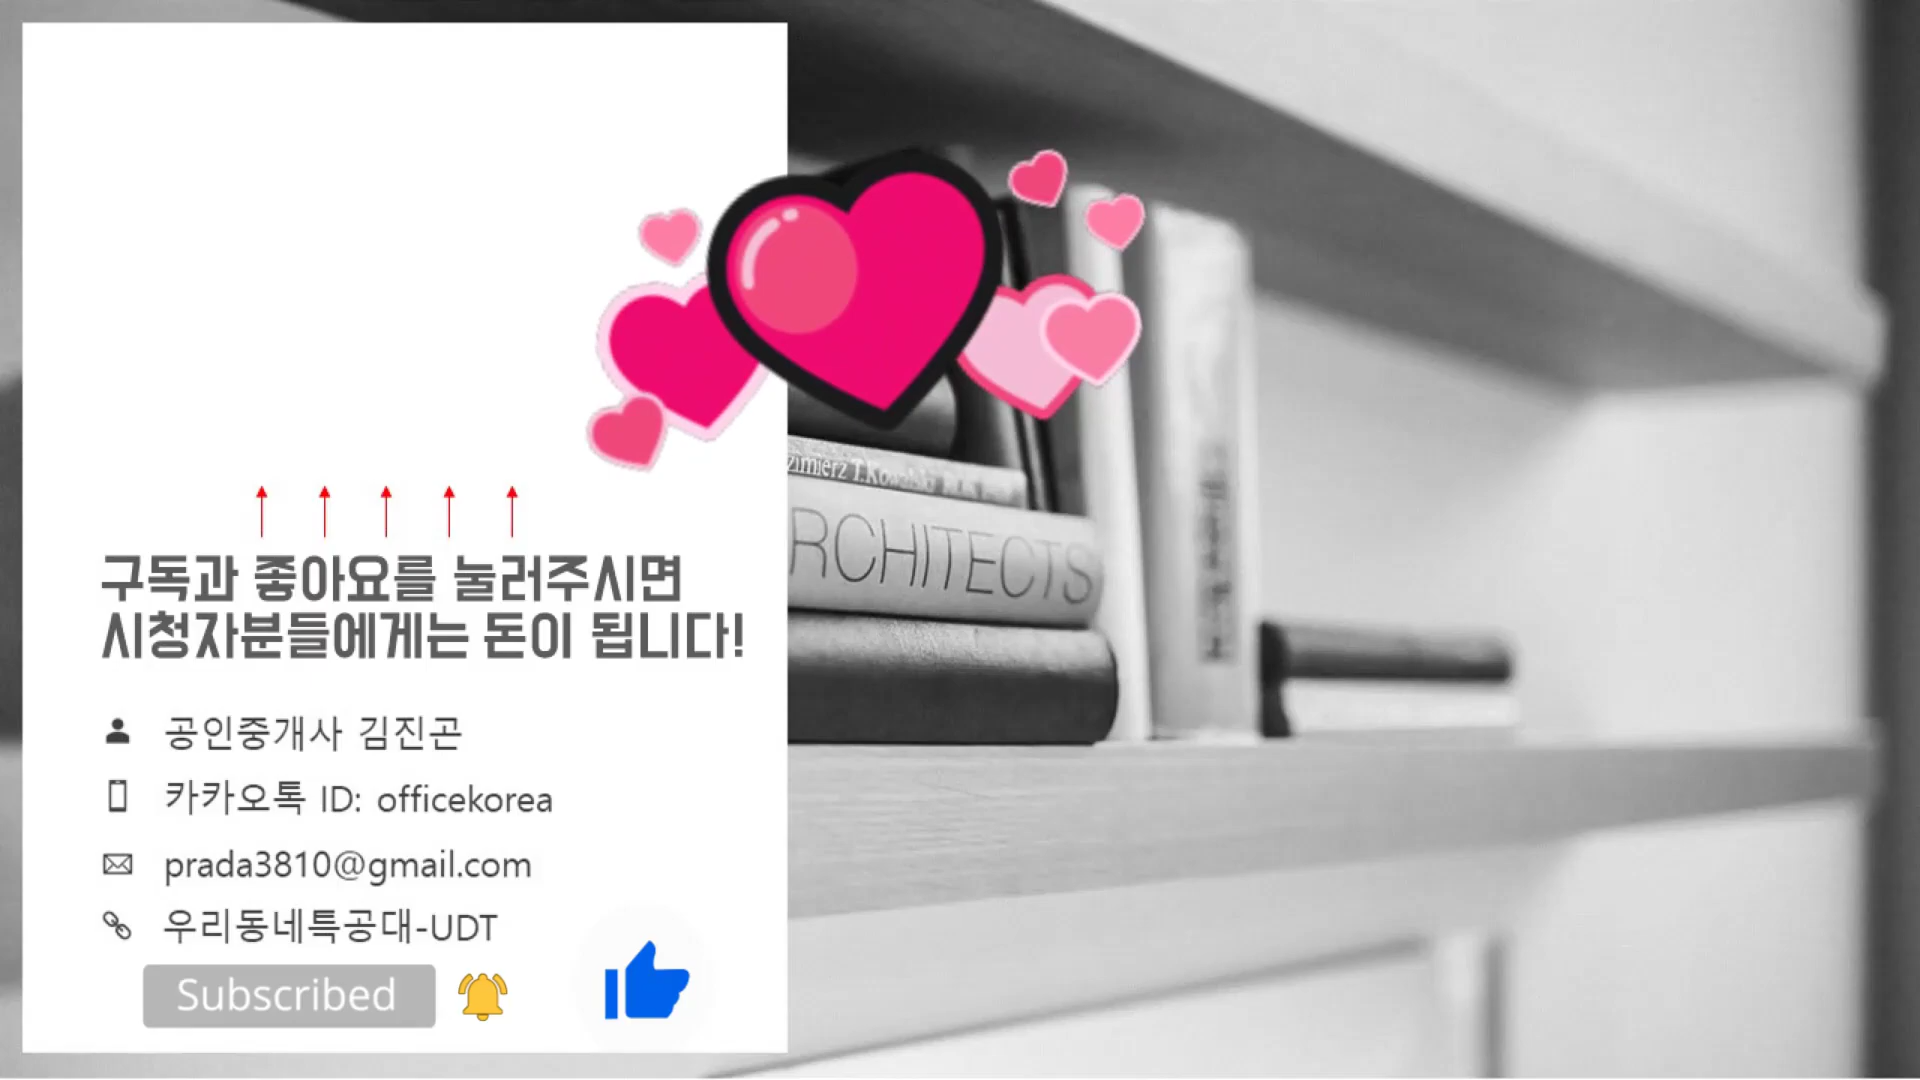 구독과 좋아요를 눌러주시면
시청자분들에게는 돈이 됩니다!
공인중개사 김진곤
카카오톡 ID: officekorea
prada3810@gmail.com
우리동네특공대-UDT
Subscribed
zimierz T.Kowalski
RCHITECTS